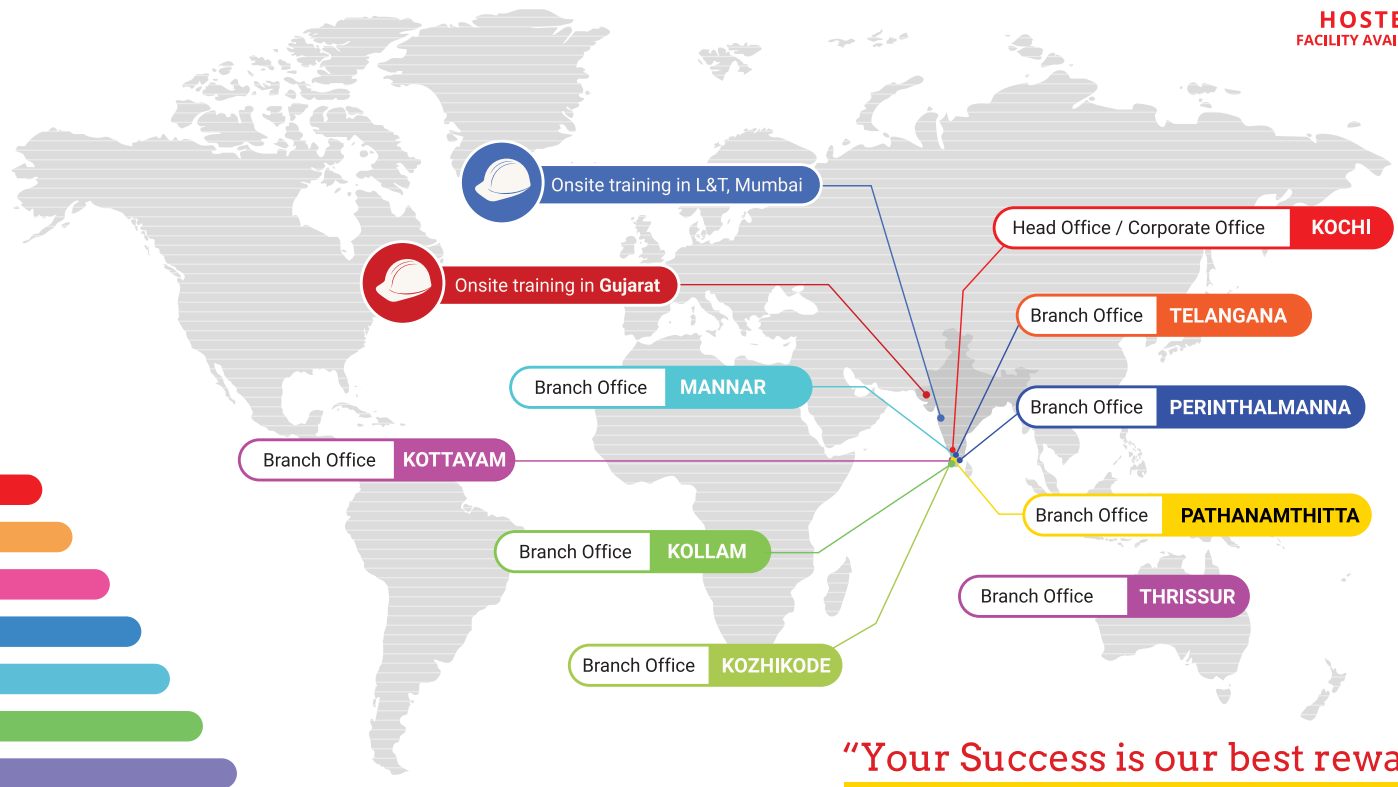 HOSTE
FACILITY AVAI
Onsite training in L&T, Mumbai
Head Office / Corporate Office KOCHI
Onsite training in Gujarat
Branch Office TELANGANA
Branch Office MANNAR
Branch Office PERINTHALMANNA
Branch Office KOTTAYAM
Branch Office PATHANAMTHITTA
Branch Office KOLLAM
Branch Office THRISSUR
Branch Office KOZHIKODE
“Your Success is our best rewa